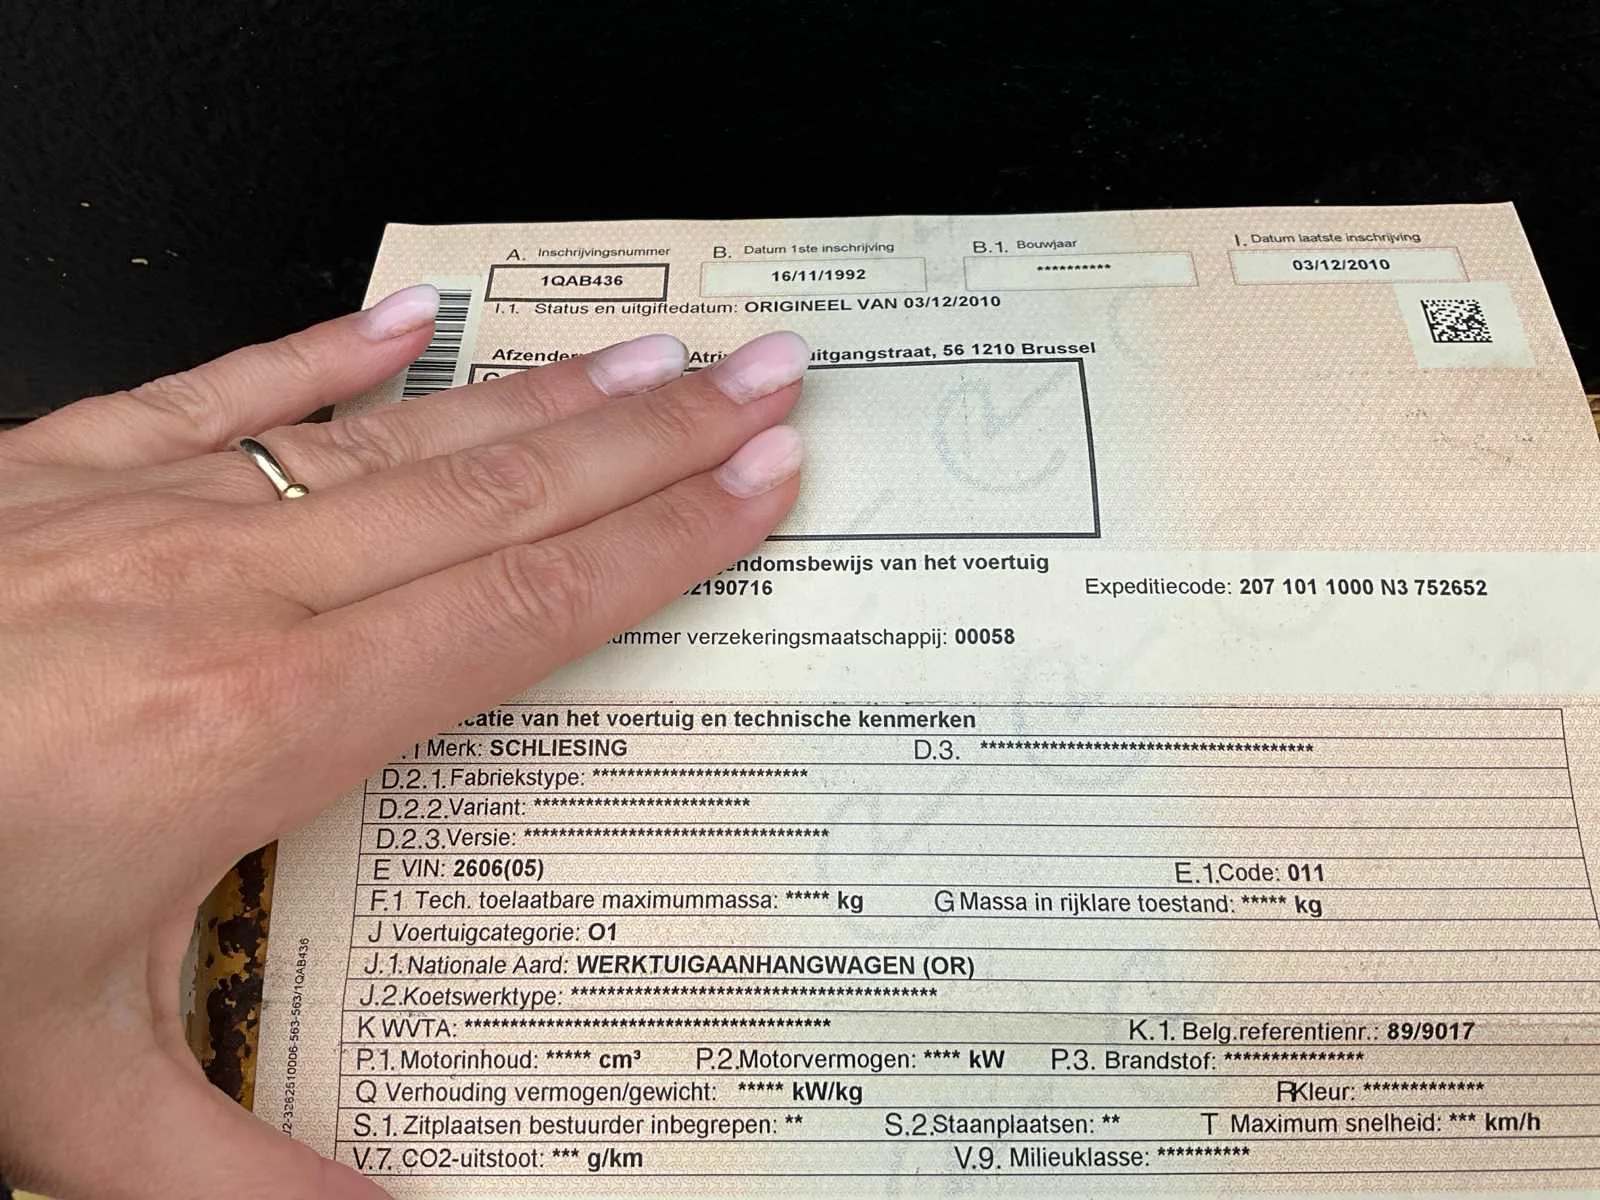 A. Inschrijvingsnummer B. Datum 1ste inschrijving B.1. Bouwjaar I. Datum laatste inschrijving
1QAB436 16/11/1992 ********** 03/12/2010
I.1. Status en uitgiftedatum: ORIGINEEL VAN 03/12/2010
Afzender 56 1210 Brussel
van het voertuig
Expeditiecode: 207 101 1000 N3 752652
verzekeringsmaatschappij: 00058
van het voertuig en technische kenmerken
Merk: SCHLIESING D.3. **************************************
D.2.1. Fabriekstype: *************************
D.2.2. Variant: *************************
D.2.3. Versie: ***********************************
E VIN: 2606(05) E.1. Code: 011
F.1 Tech. toelaatbare maximummassa: ***** kg G Massa in rijklare toestand: ***** kg
J Voertuigcategorie: O1
J.1. Nationale Aard: WERKTUIGAANHANGWAGEN (OR)
J.2. Koetswerktype: ******************************************
K WVTA: ****************************************** K.1. Belg.referentienr.: 89/9017
P.1. Motorinhoud: ***** cm³ P.2. Motorvermogen: **** kW P.3. Brandstof: ****************
Q Verhouding vermogen/gewicht: ***** kW/kg R Kleur: **************
S.1. Zitplaatsen bestuurder inbegrepen: ** S.2. Staanplaatsen: ** T Maximum snelheid: *** km/h
V.7. CO2-uitstoot: *** g/km V.9. Milieuklasse: **********
/2-3262510006-563-563/1QAB436